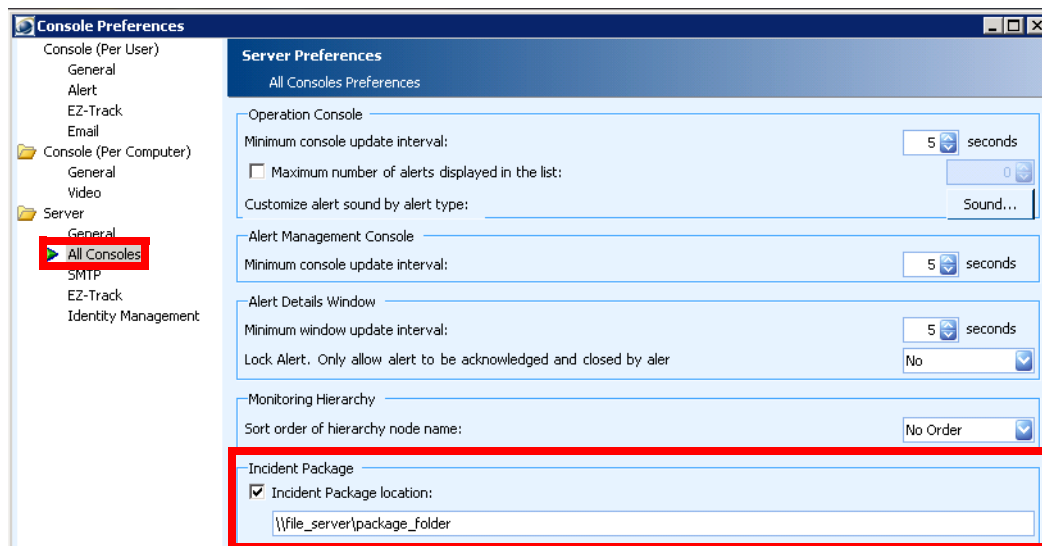 Console Preferences
Console (Per User)
General
Alert
EZ-Track
Email
Console (Per Computer)
General
Video
Server
General
All Consoles
SMTP
EZ-Track
Identity Management
Server Preferences
All Consoles Preferences
Operation Console
Minimum console update interval: 5 seconds
Maximum number of alerts displayed in the list: 0
Customize alert sound by alert type: Sound...
Alert Management Console
Minimum console update interval: 5 seconds
Alert Details Window
Minimum window update interval: 5 seconds
Lock Alert. Only allow alert to be acknowledged and closed by aler No
Monitoring Hierarchy
Sort order of hierarchy node name: No Order
Incident Package
Incident Package location:
\\file_server\package_folder